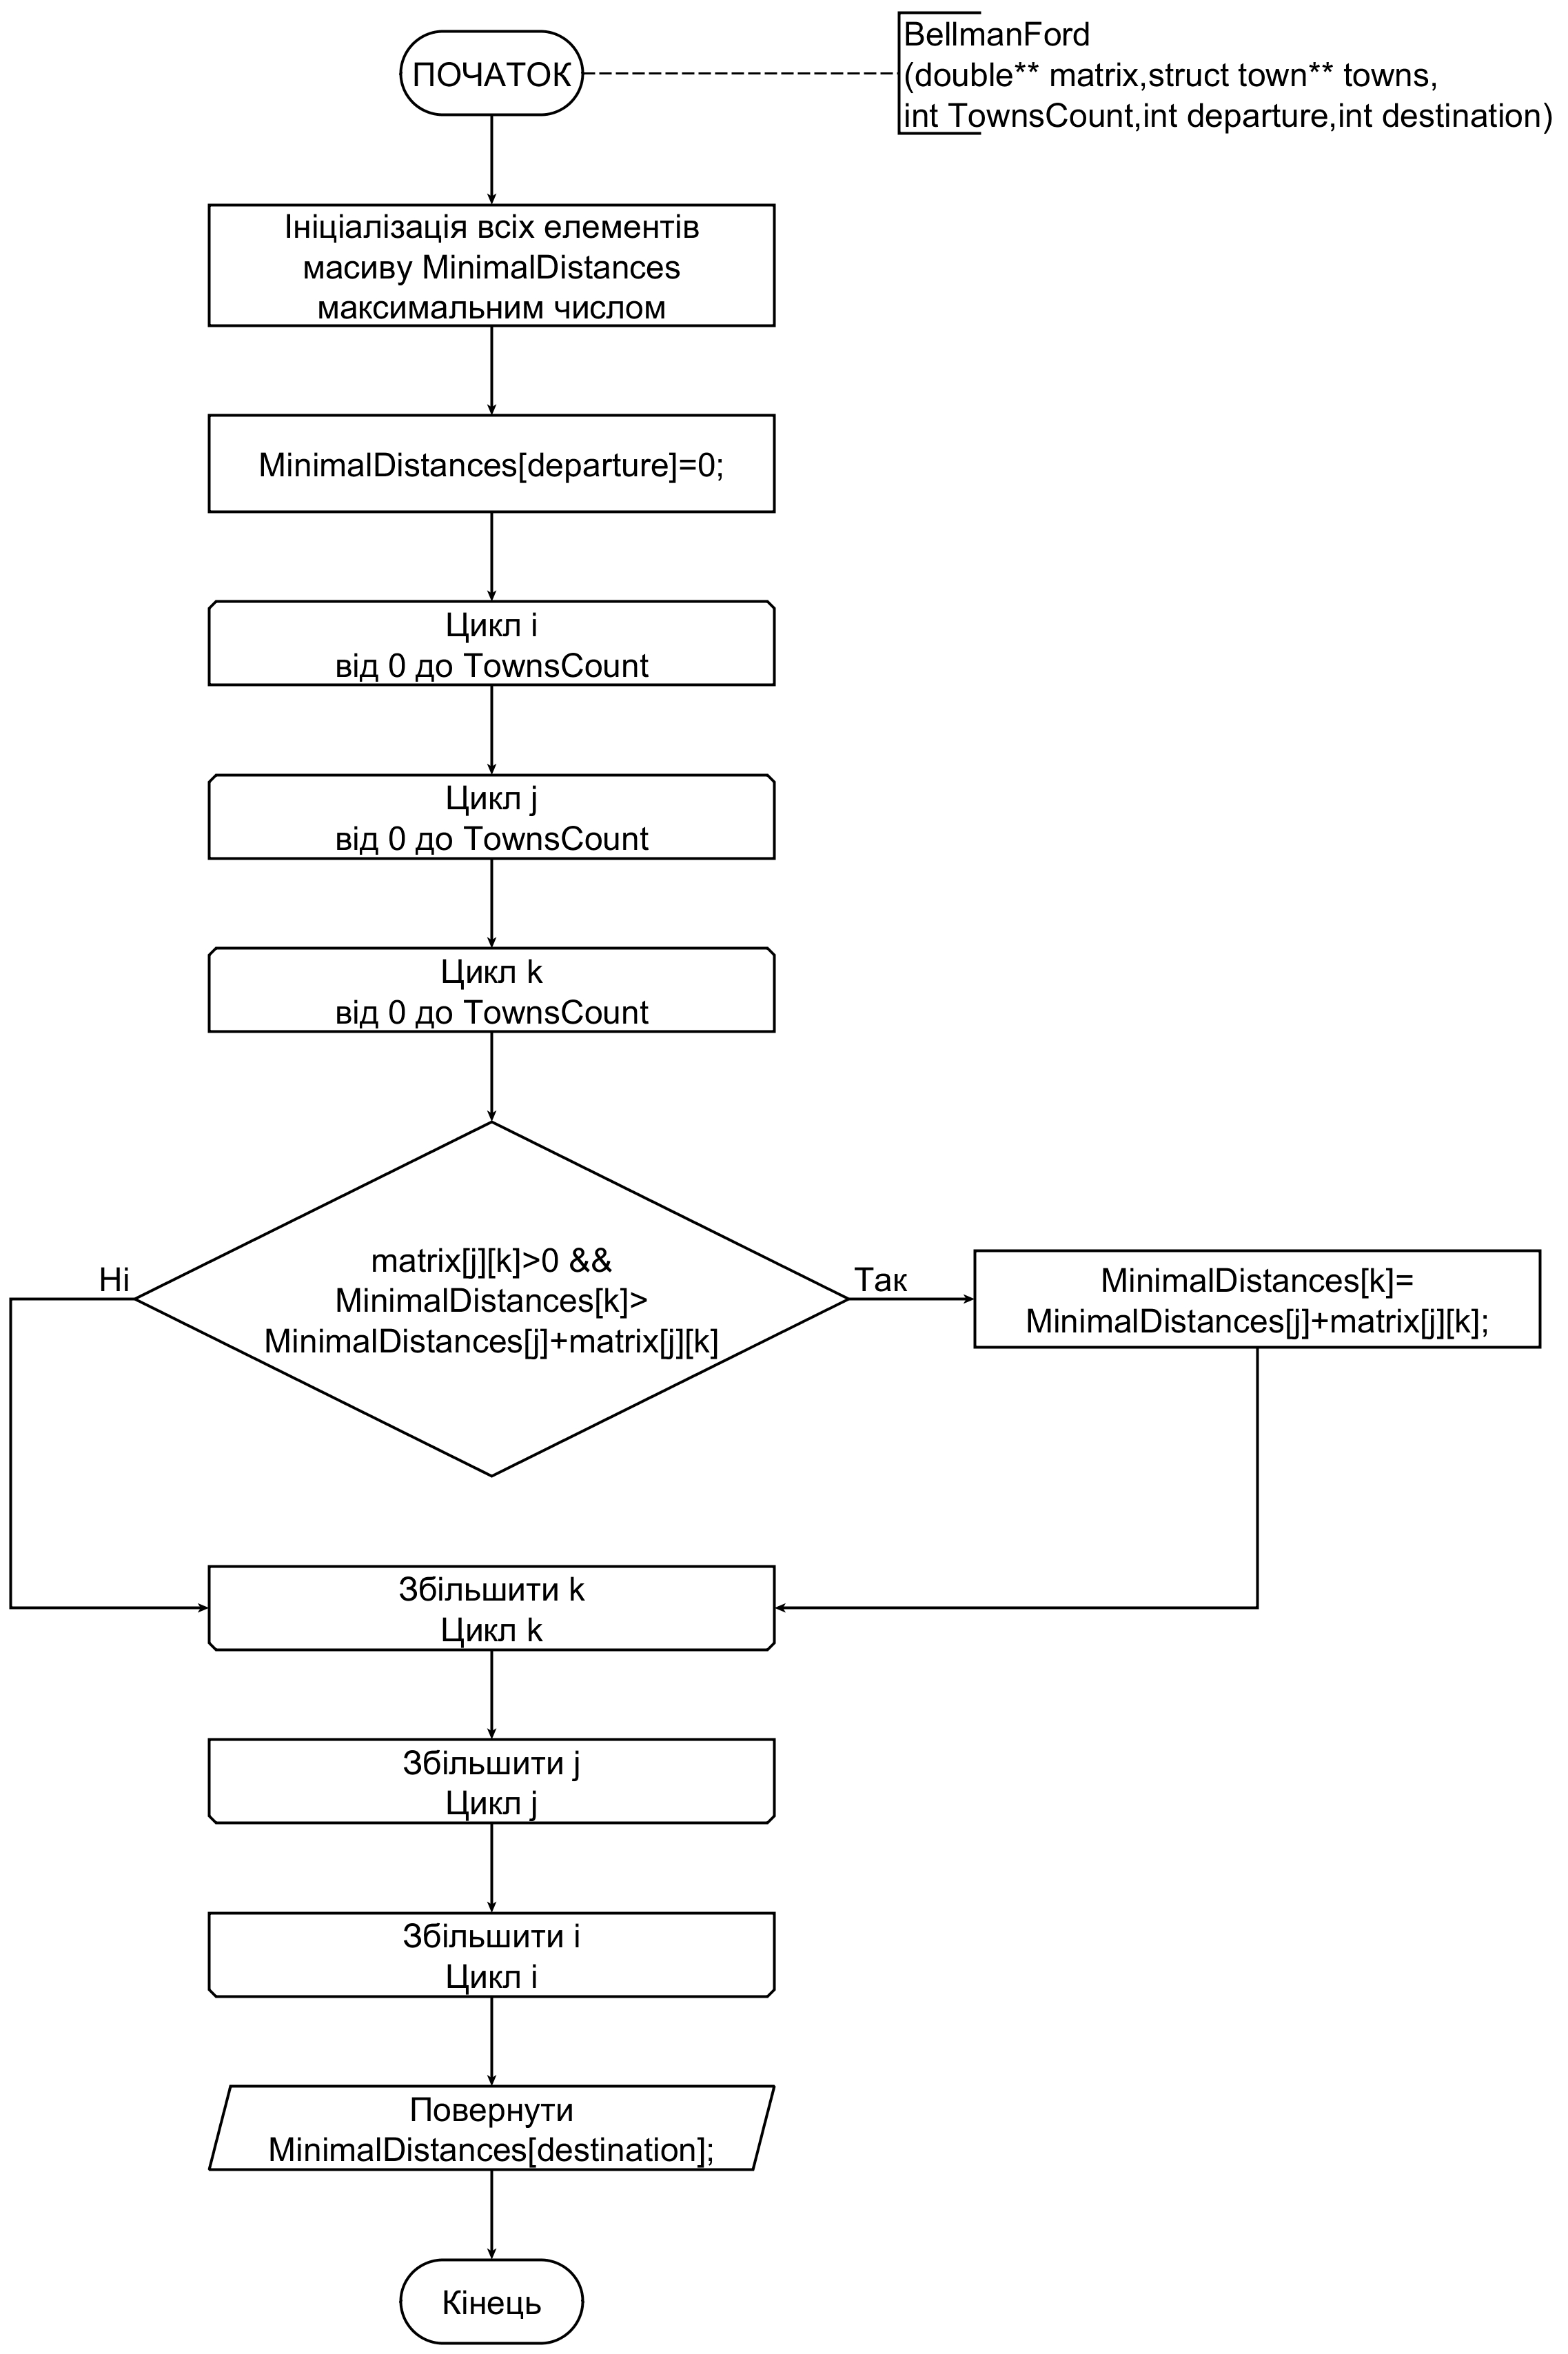 ПОЧАТОК
BellmanFord
(double** matrix,struct town** towns,
int TownsCount,int departure,int destination)
Ініціалізація всіх елементів
масиву MinimalDistances
максимальним числом
MinimalDistances[departure]=0;
Цикл i
від 0 до TownsCount
Цикл j
від 0 до TownsCount
Цикл k
від 0 до TownsCount
matrix[j][k]>0 &&
MinimalDistances[k]>
MinimalDistances[j]+matrix[j][k]
Ні
Так
MinimalDistances[k]=
MinimalDistances[j]+matrix[j][k];
Збільшити k
Цикл k
Збільшити j
Цикл j
Збільшити i
Цикл i
Повернути
MinimalDistances[destination];
Кінець